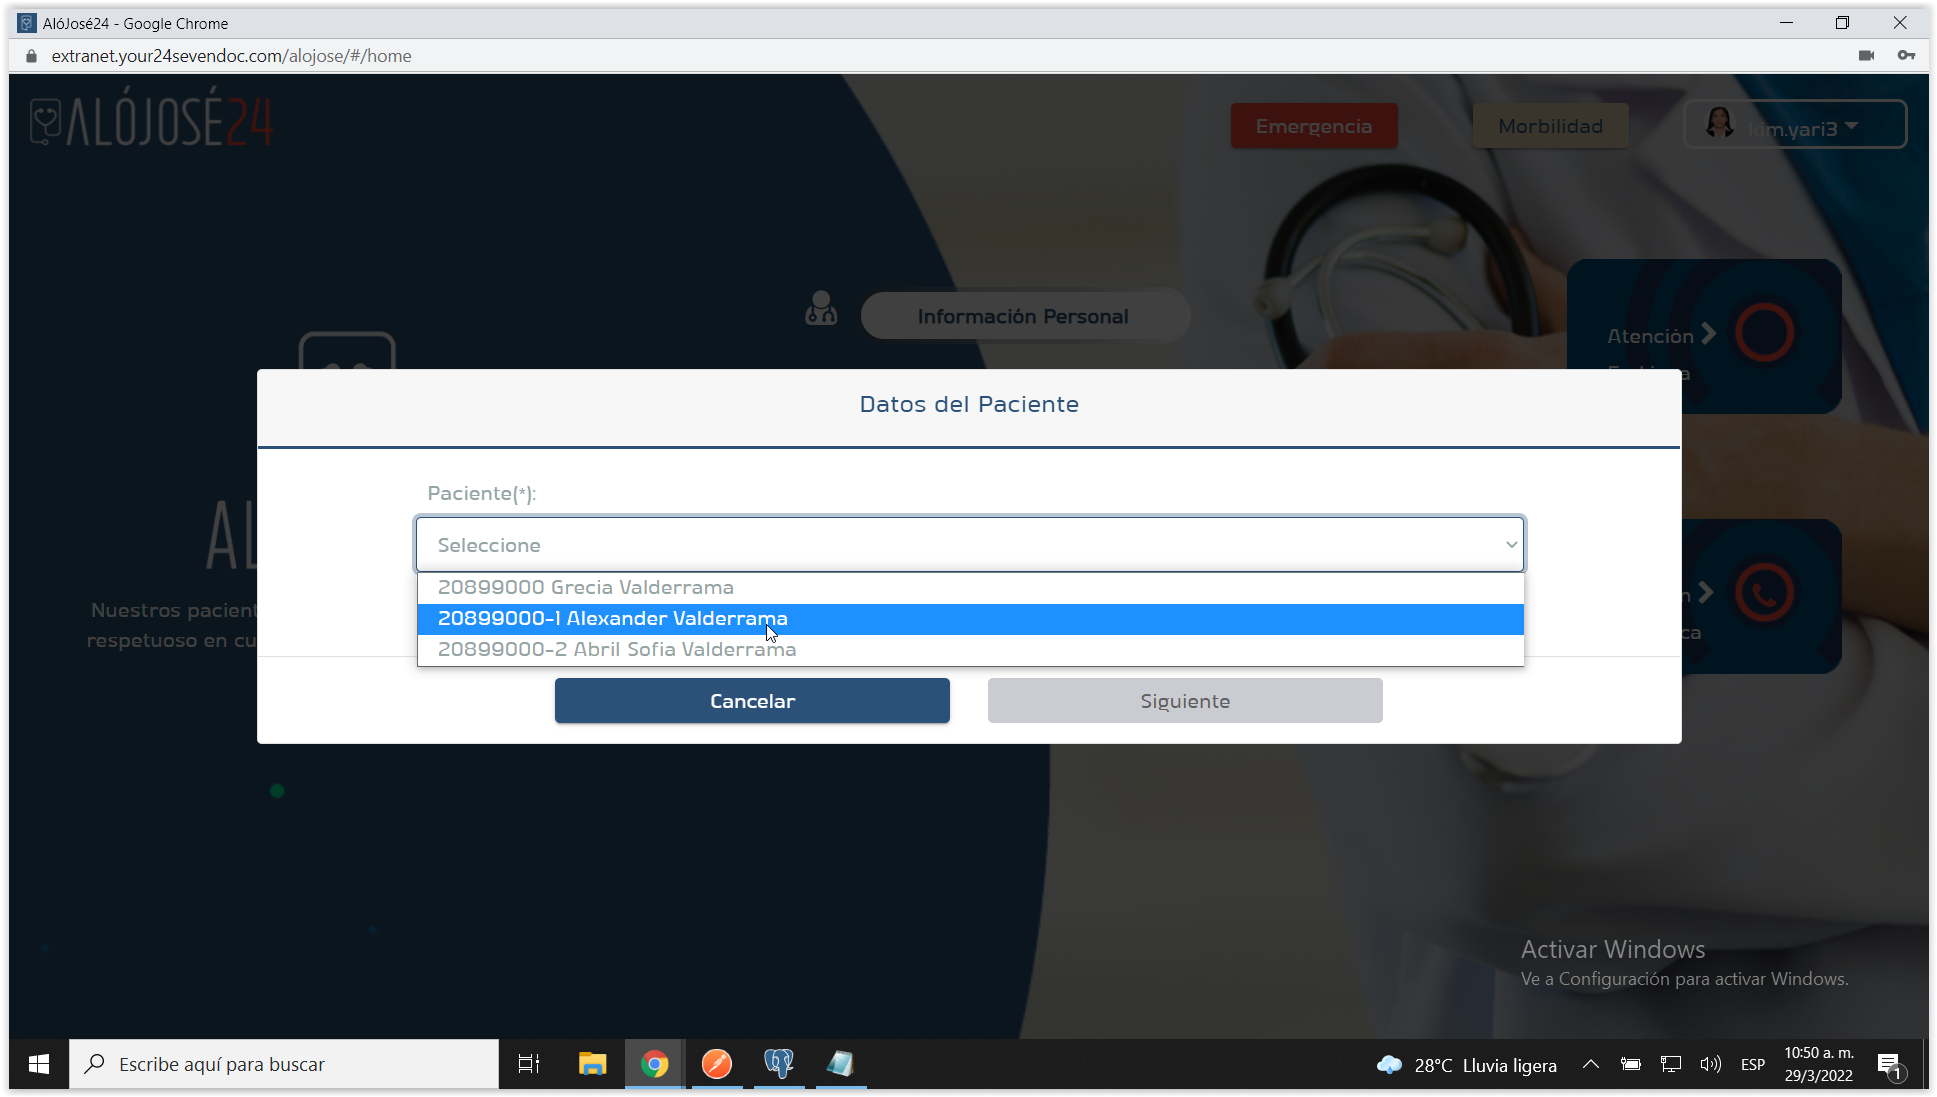 AlóJosé24 - Google Chrome
extranet.your24sevendoc.com/alojose/#/home
ALÓJOSÉ24
Emergencia
Morbilidad
kim.yari3
Información Personal
Atención
Datos del Paciente
Paciente(*):
Seleccione
20899000 Grecia Valderrama
20899000-1 Alexander Valderrama
20899000-2 Abril Sofia Valderrama
AL
Nuestros pacient
respetuoso en cu
n
ca
Cancelar
Siguiente
Activar Windows
Ve a Configuración para activar Windows.
Escribe aquí para buscar
28°C Lluvia ligera
ESP
10:50 a. m.
29/3/2022
1